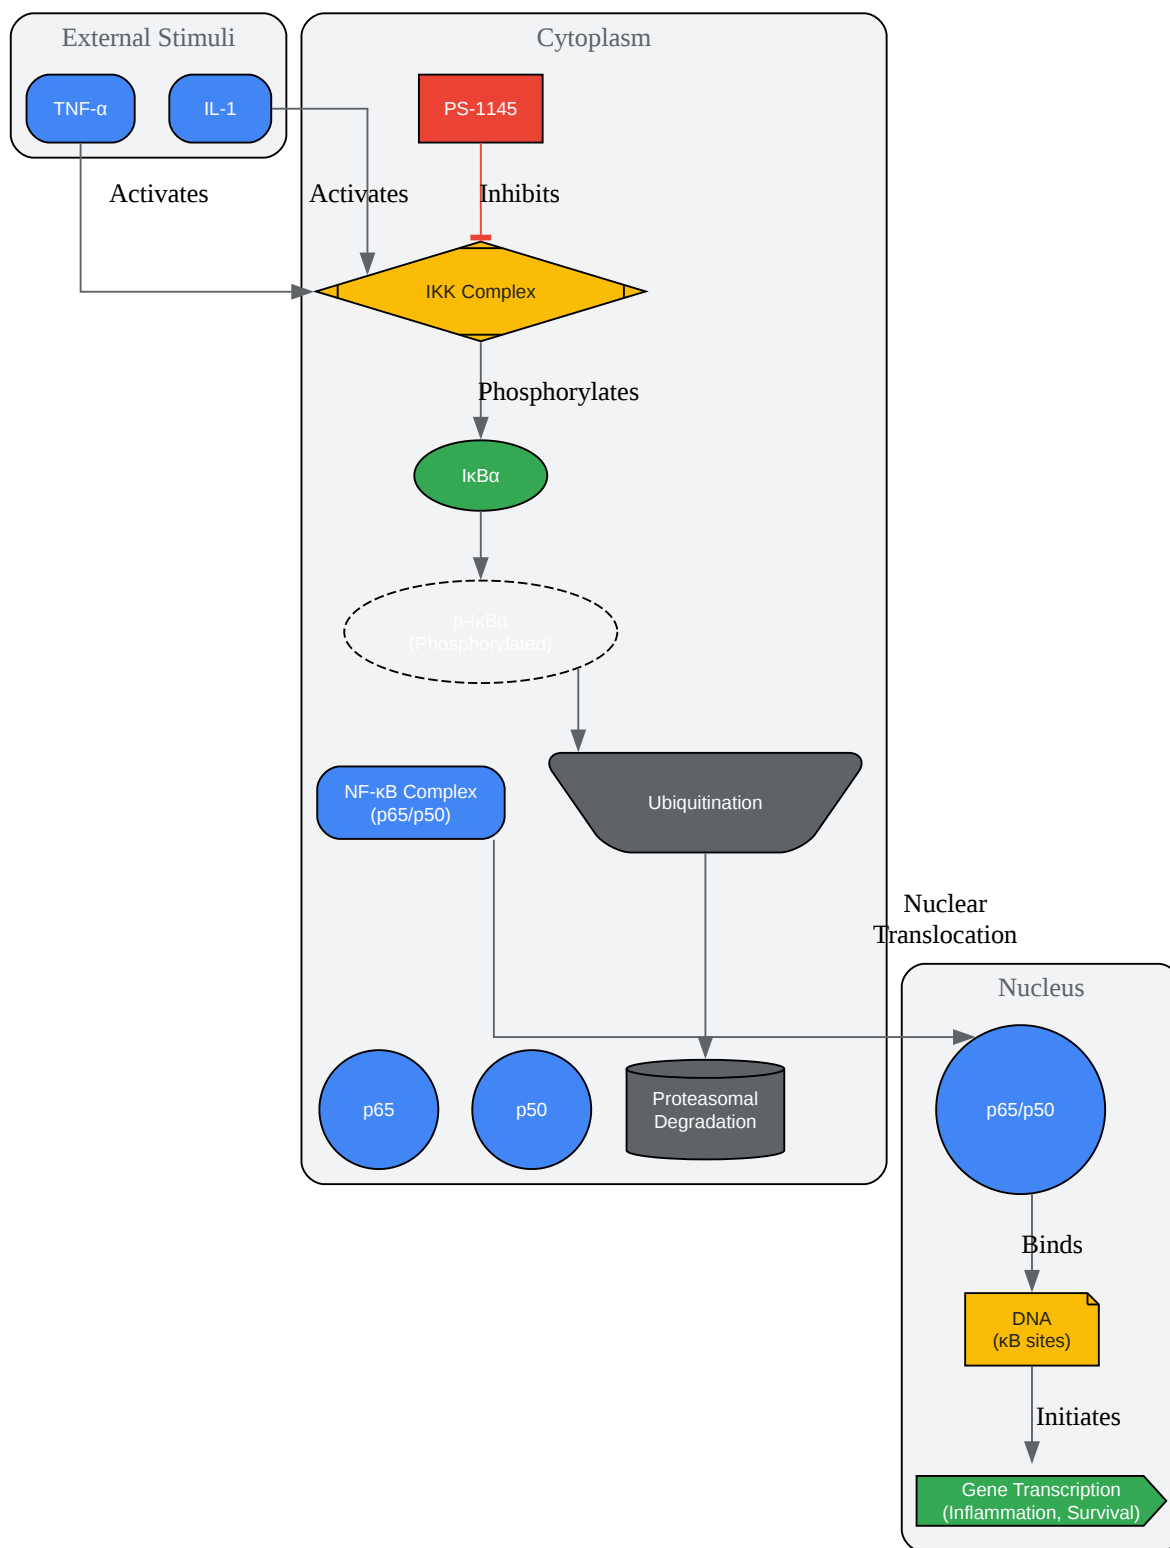 External Stimuli
Cytoplasm
TNF-α
IL-1
PS-1145
Activates
Activates
Inhibits
IKK Complex
Phosphorylates
IκBα
p-IκBα
(Phosphorylated)
NF-κB Complex
(p65/p50)
Ubiquitination
Nuclear
Translocation
Nucleus
p65
p50
Proteasomal
Degradation
p65/p50
Binds
DNA
(κB sites)
Initiates
Gene Transcription
(Inflammation, Survival)